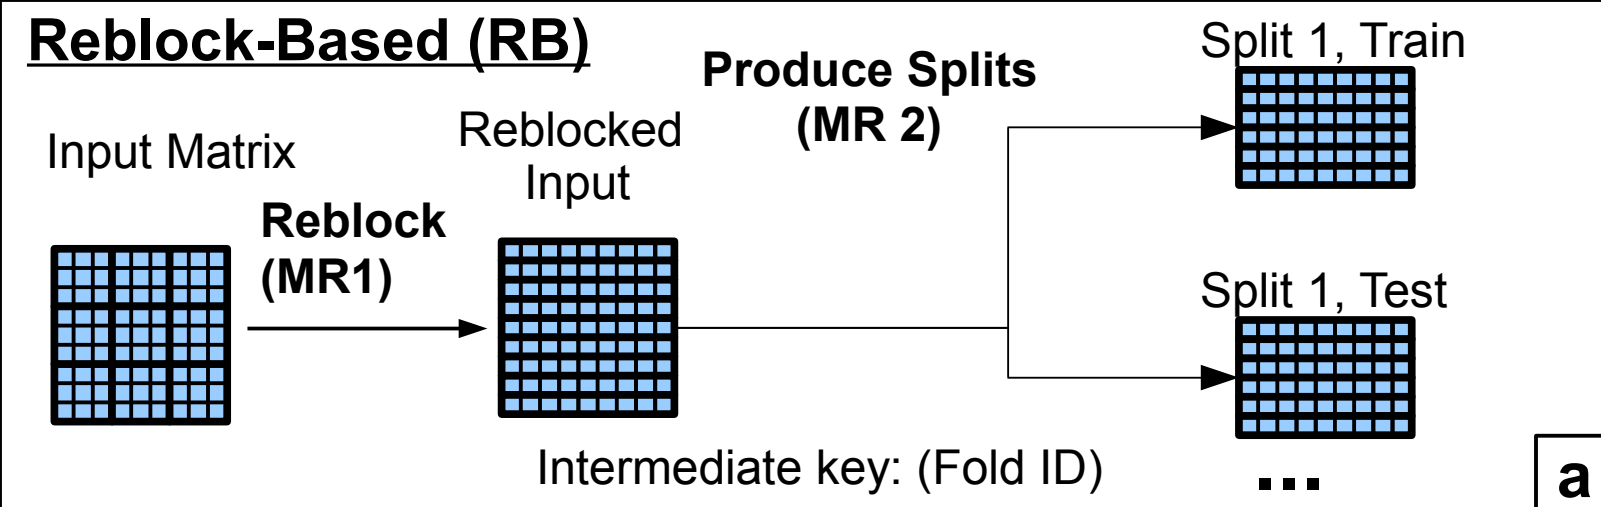 Reblock-Based (RB)
Input Matrix
Reblock
(MR1)
Reblocked
Input
Produce Splits
(MR 2)
Split 1, Train
Split 1, Test
Intermediate key: (Fold ID)
...
a